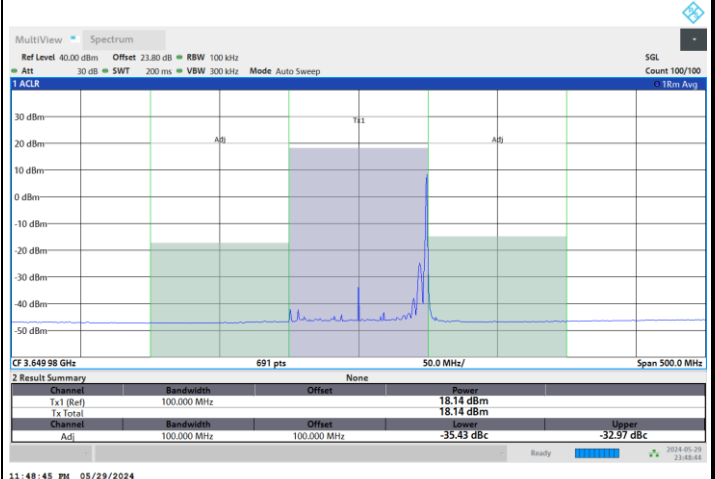 MultiView Spectrum
Ref Level 40.00 dBm Offset 23.80 dB RBW 100 kHz SGL
Att 30 dB SWT 200 ms VBW 300 kHz Mode Auto Sweep Count 100/100
1 ACLR 1Rm Avg
30 dBm
Tx1
20 dBm
Adj Adj
10 dBm
0 dBm
-10 dBm
-20 dBm
-30 dBm
-40 dBm
-50 dBm
CF 3.649 98 GHz 691 pts 50.0 MHz/ Span 500.0 MHz
2 Result Summary None
Channel Bandwidth Offset Power
Tx1 (Ref) 100.000 MHz 18.14 dBm
Tx Total 18.14 dBm
Channel Bandwidth Offset Lower Upper
Adj 100.000 MHz 100.000 MHz -35.43 dBc -32.97 dBc
Ready 2024-05-29
23:48:44
11:48:45 PM 05/29/2024